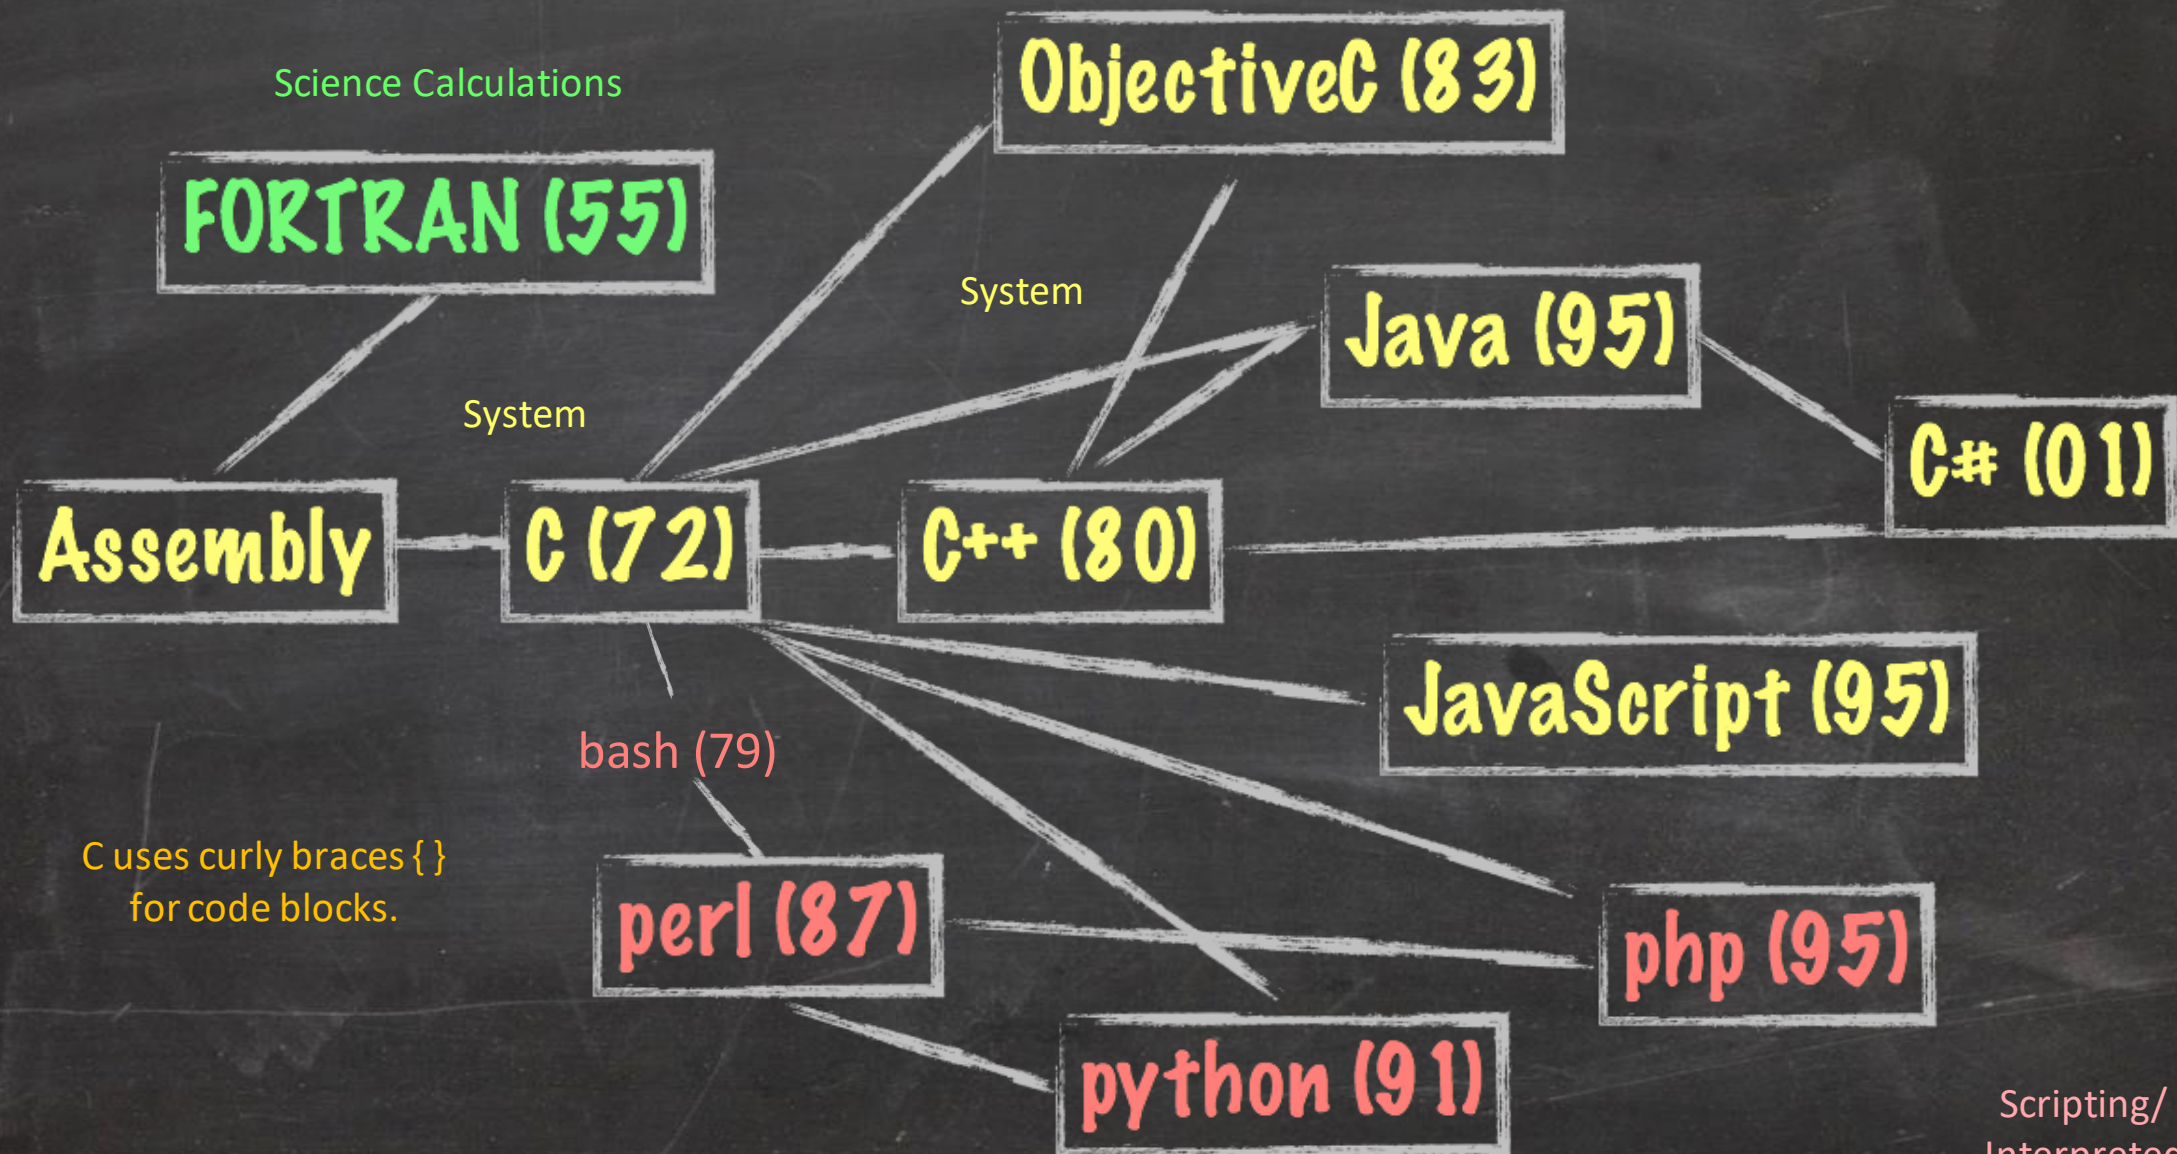 ObjectiveC (83)
Science Calculations
FORTRAN (55)
System
Java (95)
System
C# (01)
Assembly
C (72)
C++ (80)
JavaScript (95)
bash (79)
C uses curly braces { }
for code blocks.
perl (87)
php (95)
python (91)
Scripting/